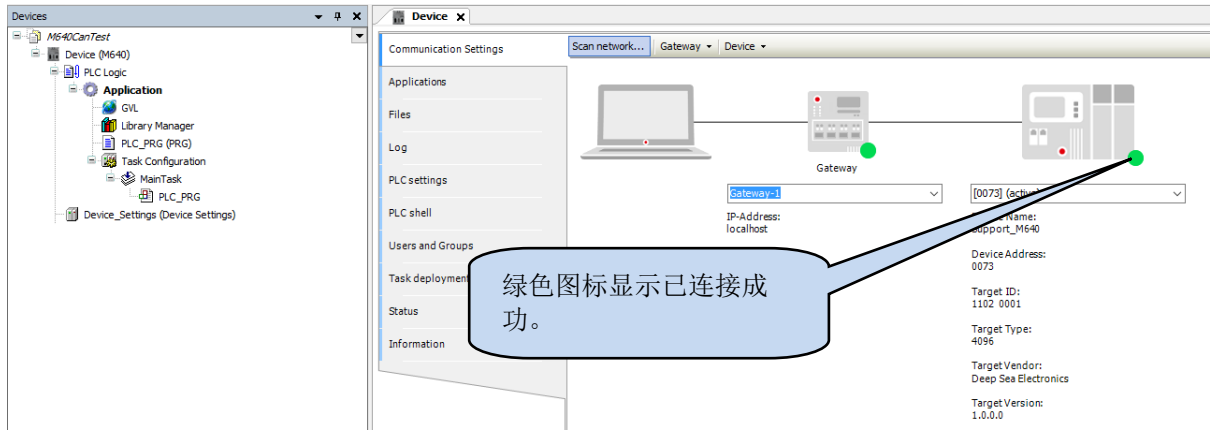 Devices
M640CanTest
Device (M640)
PLC Logic
Application
GVL
Library Manager
PLC_PRG (PRG)
Task Configuration
MainTask
PLC_PRG
Device_Settings (Device Settings)
Device
Communication Settings
Applications
Files
Log
PLC settings
PLC shell
Users and Groups
Task deployment
Status
Information
Scan network...
Gateway
Device
Gateway
Gateway-1
IP-Address:
localhost
[0073] (active)
Name:
Support_M640
Device Address:
0073
Target ID:
1102 0001
Target Type:
4096
Target Vendor:
Deep Sea Electronics
Target Version:
1.0.0.0
绿色图标显示已连接成
功。